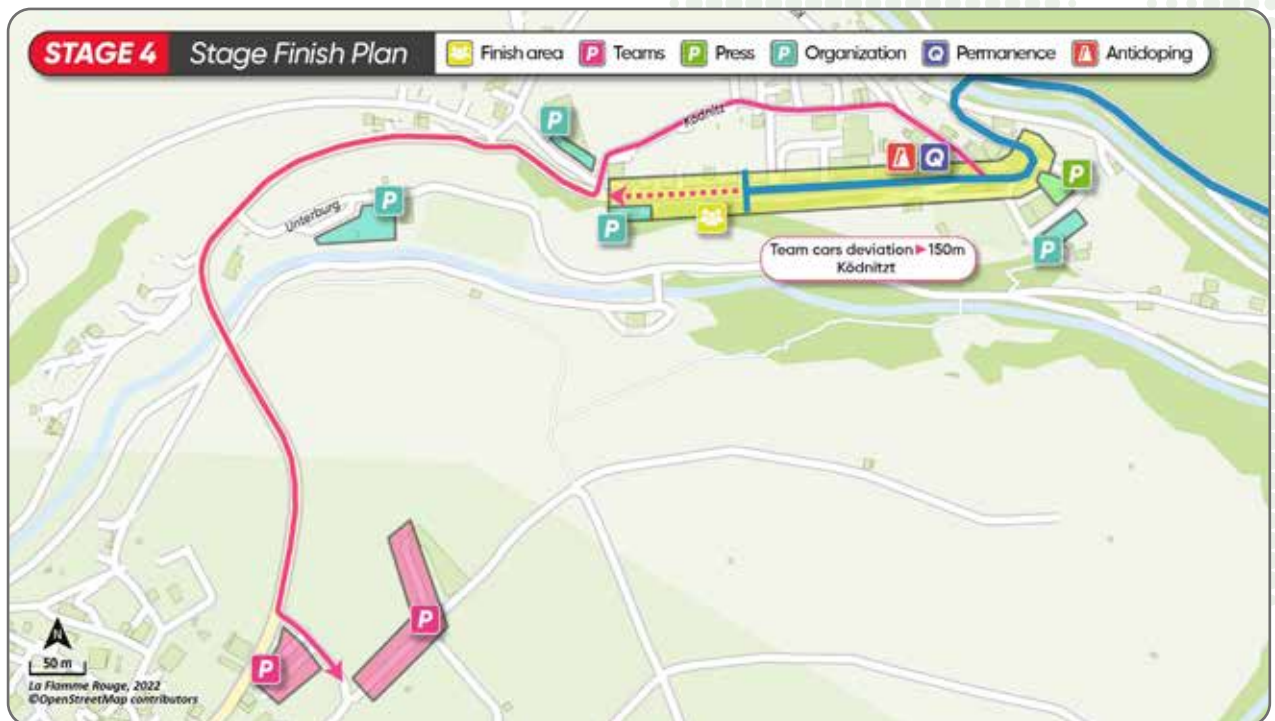 STAGE 4 Stage Finish Plan Finish area P Teams P Press P Organization Q Permanence Antidoping
P
Ködnitz
Q
P
P
Unterburg
P
P
Team cars deviation ▶ 150m
Ködnitzt
P
P
N
50 m
La Flamme Rouge, 2022
©OpenStreetMap contributors